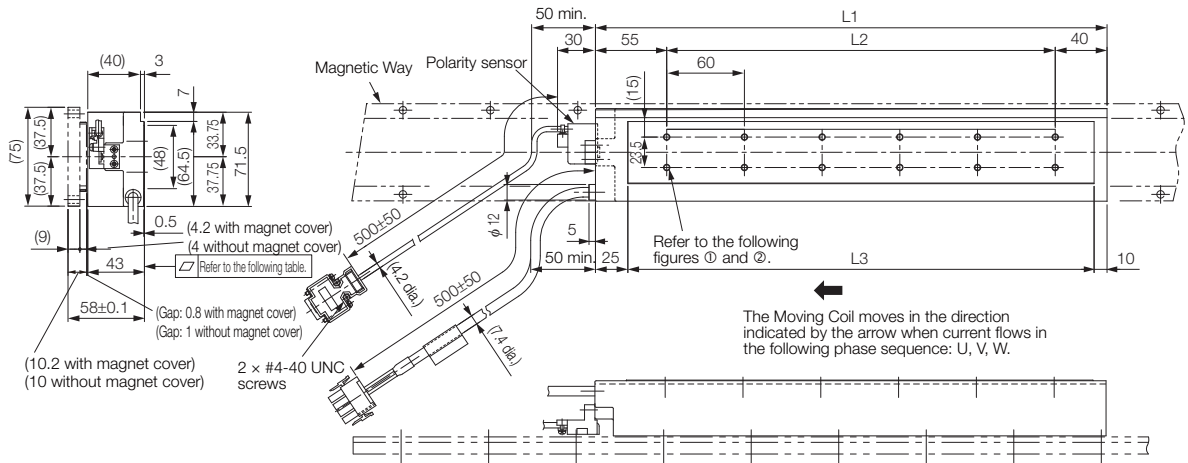 50 min.
L1
30
55
L2
40
60
(15)
Magnetic Way
Polarity sensor
(40)
3
7
(75)
(37.5)
(37.5)
(48)
(64.5)
33.75
37.75
71.5
23.5
0.5
(4.2 with magnet cover)
(4 without magnet cover)
(9)
43
▱ Refer to the following table.
58±0.1
(Gap: 0.8 with magnet cover)
(Gap: 1 without magnet cover)
(10.2 with magnet cover)
(10 without magnet cover)
500±50
(4.2 dia.)
φ12
5
50 min.
25
L3
10
Refer to the following
figures ① and ②.
500±50
(7.4 dia.)
2 × #4-40 UNC
screws
The Moving Coil moves in the direction
indicated by the arrow when current flows in
the following phase sequence: U, V, W.